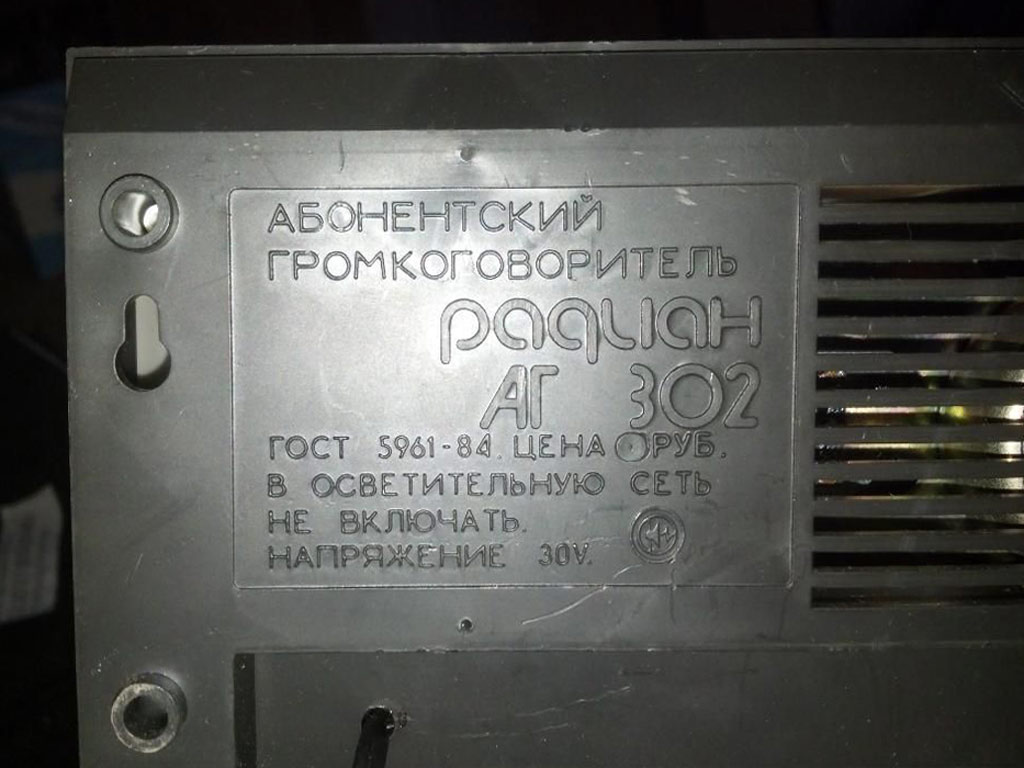 АБОНЕНТСКИЙ
ГРОМКОГОВОРИТЕЛЬ
радиан
АГ 302
ГОСТ 5961-84. ЦЕНА РУБ.
В ОСВЕТИТЕЛЬНУЮ СЕТЬ
НЕ ВКЛЮЧАТЬ.
НАПРЯЖЕНИЕ 30V.